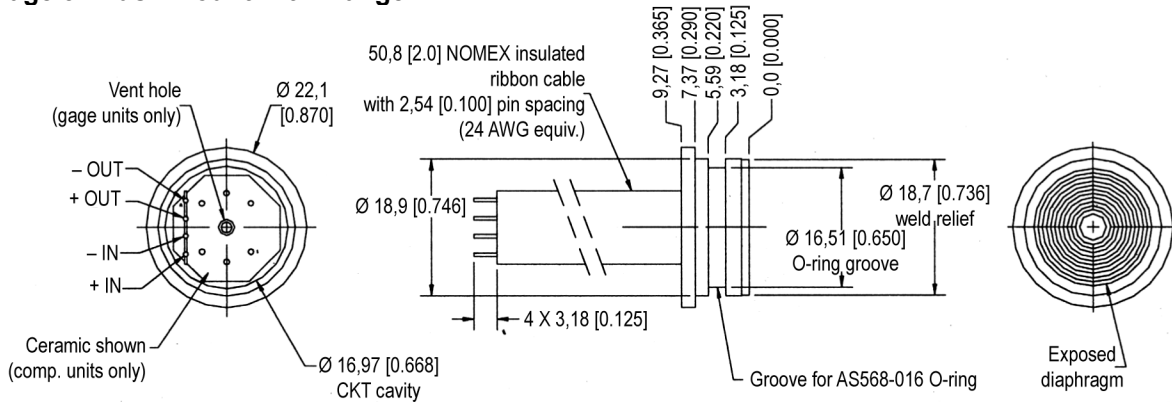 Vent hole
(gage units only)
Ø 22,1
[0.870]
– OUT
+ OUT
– IN
+ IN
Ceramic shown
(comp. units only)
Ø 16,97 [0.668]
CKT cavity
50,8 [2.0] NOMEX insulated
ribbon cable
with 2,54 [0.100] pin spacing
(24 AWG equiv.)
9,27 [0.365]
7,37 [0.290]
5,59 [0.220]
3,18 [0.125]
0,0 [0.000]
Ø 18,9 [0.746]
Ø 18,7 [0.736]
weld relief
Ø 16,51 [0.650]
O-ring groove
4 X 3,18 [0.125]
Groove for AS568-016 O-ring
Exposed
diaphragm